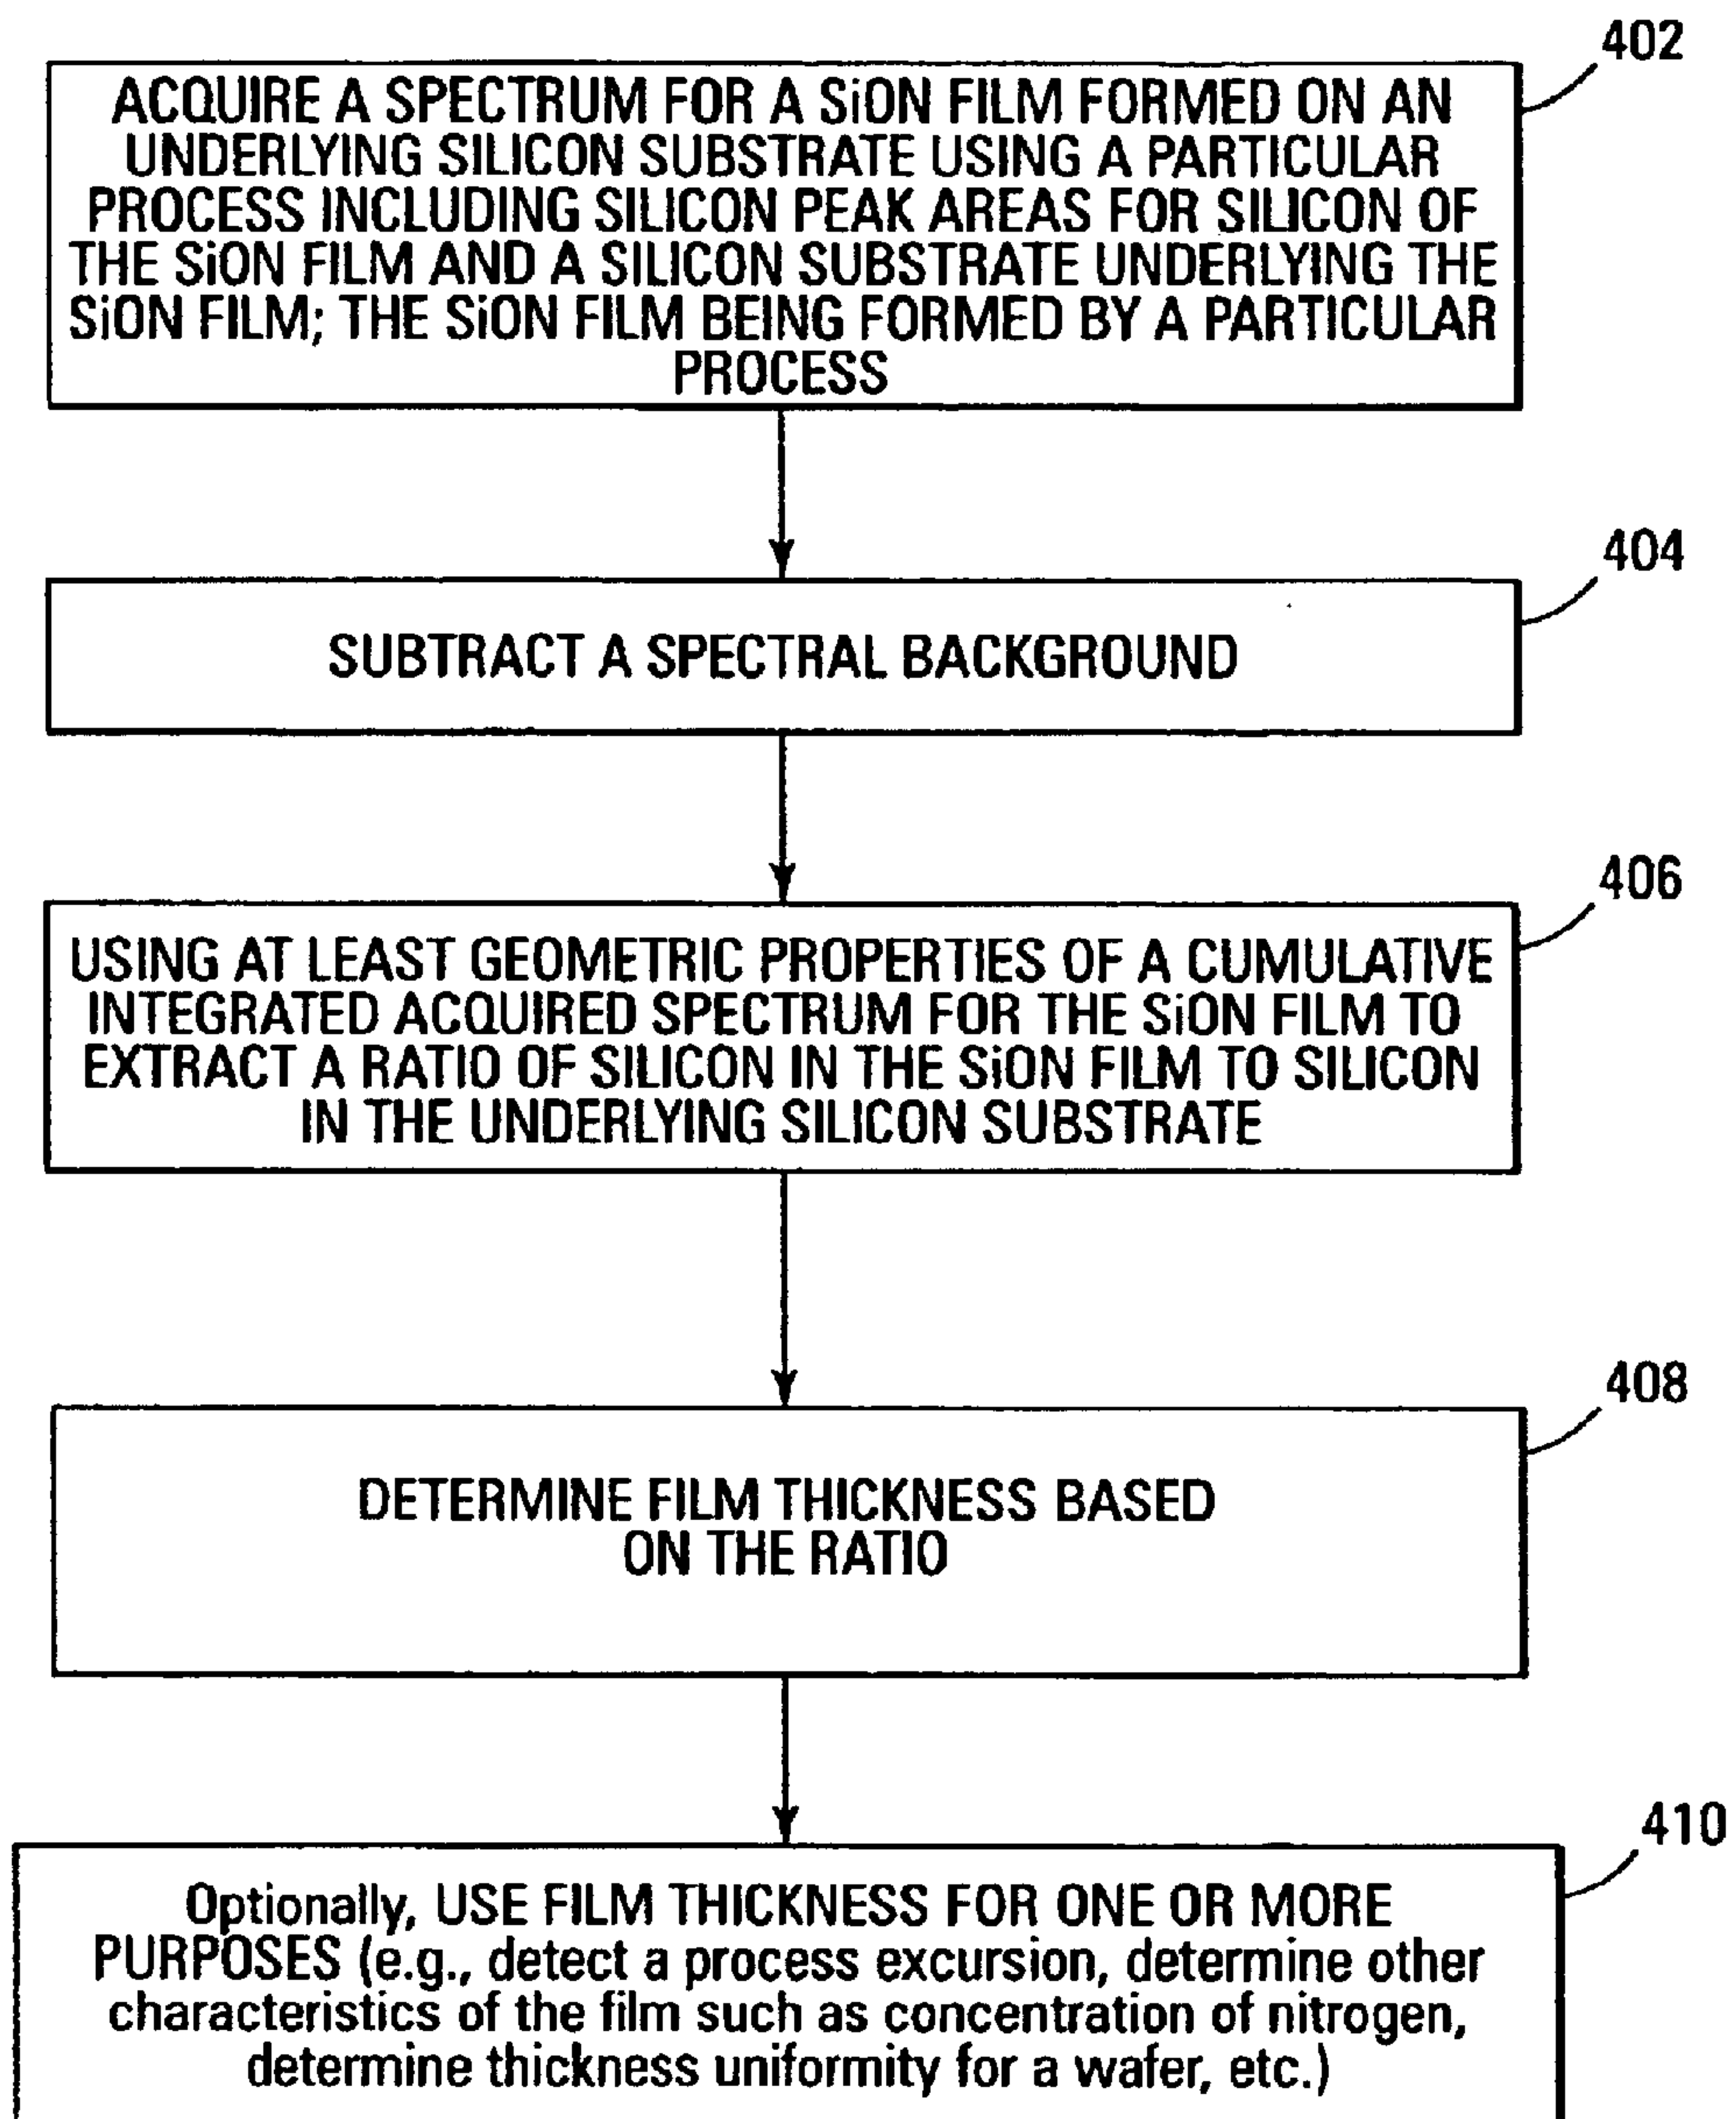 402
ACQUIRE A SPECTRUM FOR A SiON FILM FORMED ON AN
UNDERLYING SILICON SUBSTRATE USING A PARTICULAR
PROCESS INCLUDING SILICON PEAK AREAS FOR SILICON OF
THE SiON FILM AND A SILICON SUBSTRATE UNDERLYING THE
SiON FILM; THE SiON FILM BEING FORMED BY A PARTICULAR
PROCESS
404
SUBTRACT A SPECTRAL BACKGROUND
406
USING AT LEAST GEOMETRIC PROPERTIES OF A CUMULATIVE
INTEGRATED ACQUIRED SPECTRUM FOR THE SiON FILM TO
EXTRACT A RATIO OF SILICON IN THE SiON FILM TO SILICON
IN THE UNDERLYING SILICON SUBSTRATE
408
DETERMINE FILM THICKNESS BASED
ON THE RATIO
410
Optionally, USE FILM THICKNESS FOR ONE OR MORE
PURPOSES (e.g., detect a process excursion, determine other
characteristics of the film such as concentration of nitrogen,
determine thickness uniformity for a wafer, etc.)